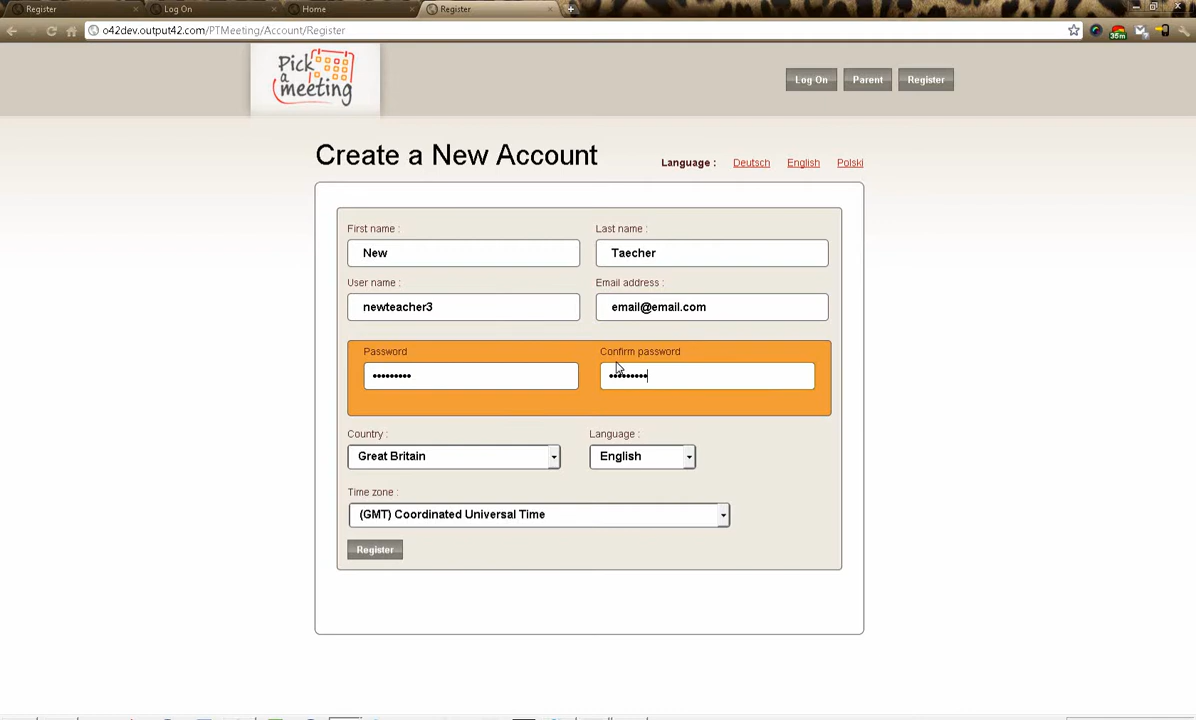 Register
Log On
Home
Register
o42dev.output42.com/PTMeeting/Account/Register
35m
Pick
a
meeting
Log On
Parent
Register
Create a New Account
Language :
Deutsch
English
Polski
First name :
Last name :
New
Taecher
User name :
Email address :
newteacher3
email@email.com
Password
Confirm password
•••••••••
•••••••••
Country :
Language :
Great Britain
English
Time zone :
(GMT) Coordinated Universal Time
Register